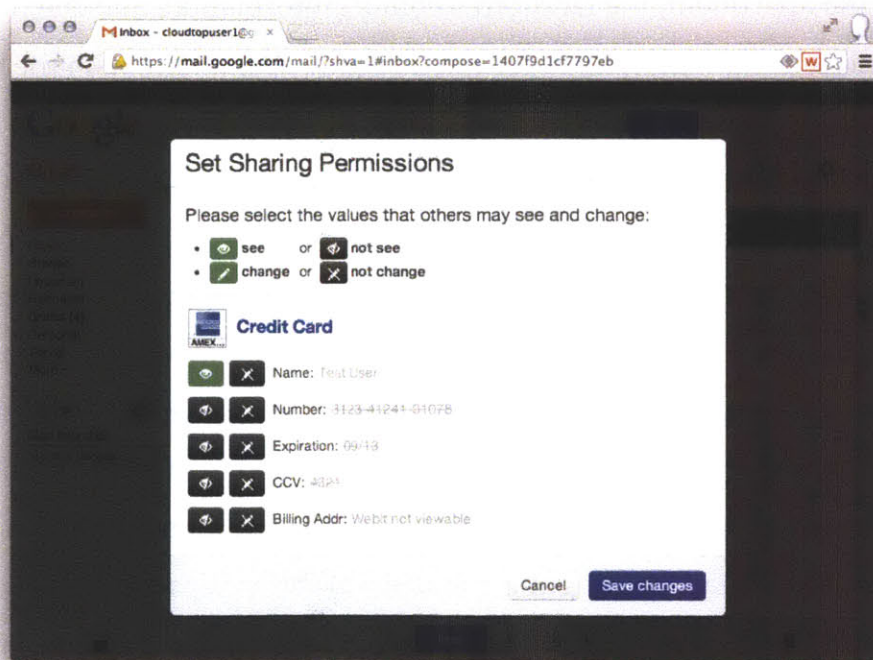 Inbox - cloudtopuser1@g
https://mail.google.com/mail/?shva=1#inbox?compose=1407f9d1cf7797eb
Set Sharing Permissions
Please select the values that others may see and change:
• see or not see
• change or not change
AMEX...
Credit Card
Name: Test User
Number: 3123-41241-01078
Expiration: 09/13
CCV: 4321
Billing Addr: Webit not viewable
Cancel
Save changes